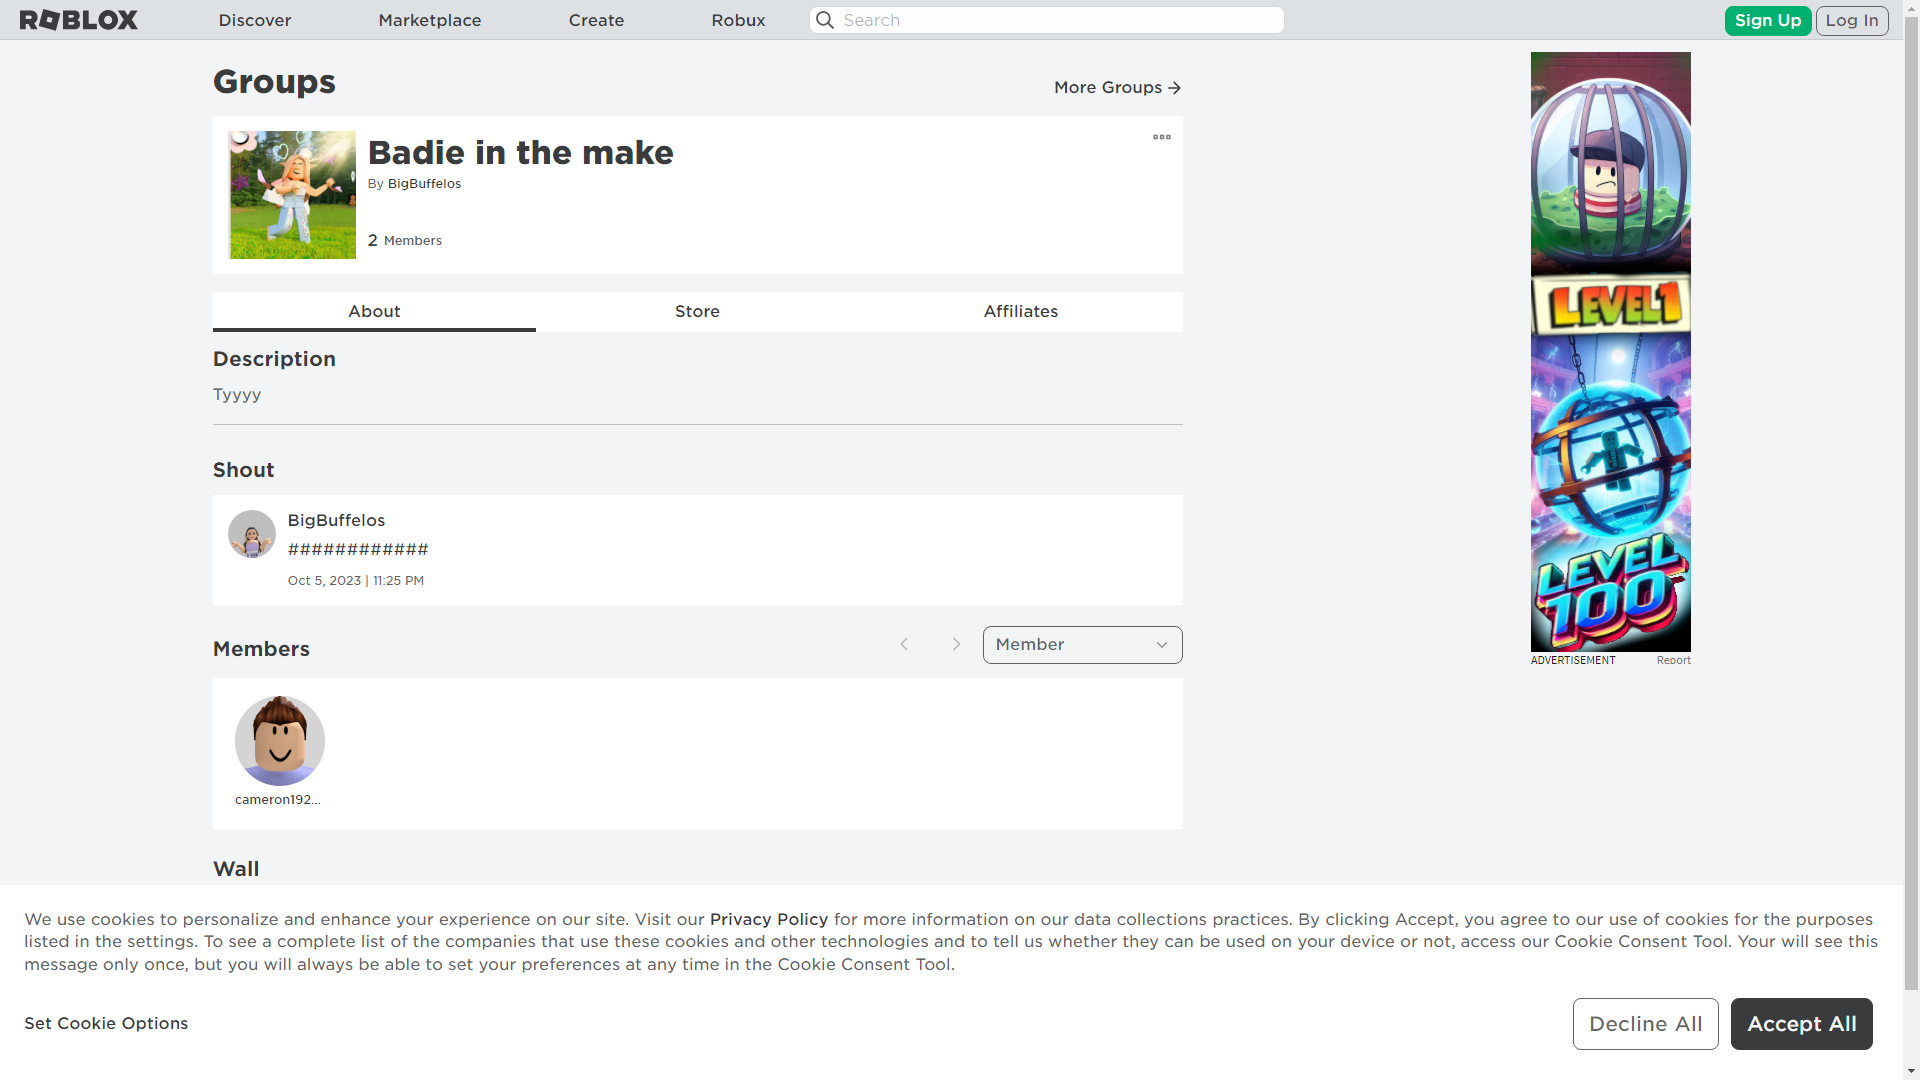 ROBLOX
Discover
Marketplace
Create
Robux
Search
Sign Up
Log In
Groups
More Groups
Badie in the make
By BigBuffelos
2 Members
About
Store
Affiliates
Description
Tyyyy
Shout
BigBuffelos
############
Oct 5, 2023 | 11:25 PM
Members
Member
cameron192...
Wall
LEVEL1
LEVEL
100
ADVERTISEMENT
Report
We use cookies to personalize and enhance your experience on our site. Visit our Privacy Policy for more information on our data collections practices. By clicking Accept, you agree to our use of cookies for the purposes
listed in the settings. To see a complete list of the companies that use these cookies and other technologies and to tell us whether they can be used on your device or not, access our Cookie Consent Tool. Your will see this
message only once, but you will always be able to set your preferences at any time in the Cookie Consent Tool.
Set Cookie Options
Decline All
Accept All